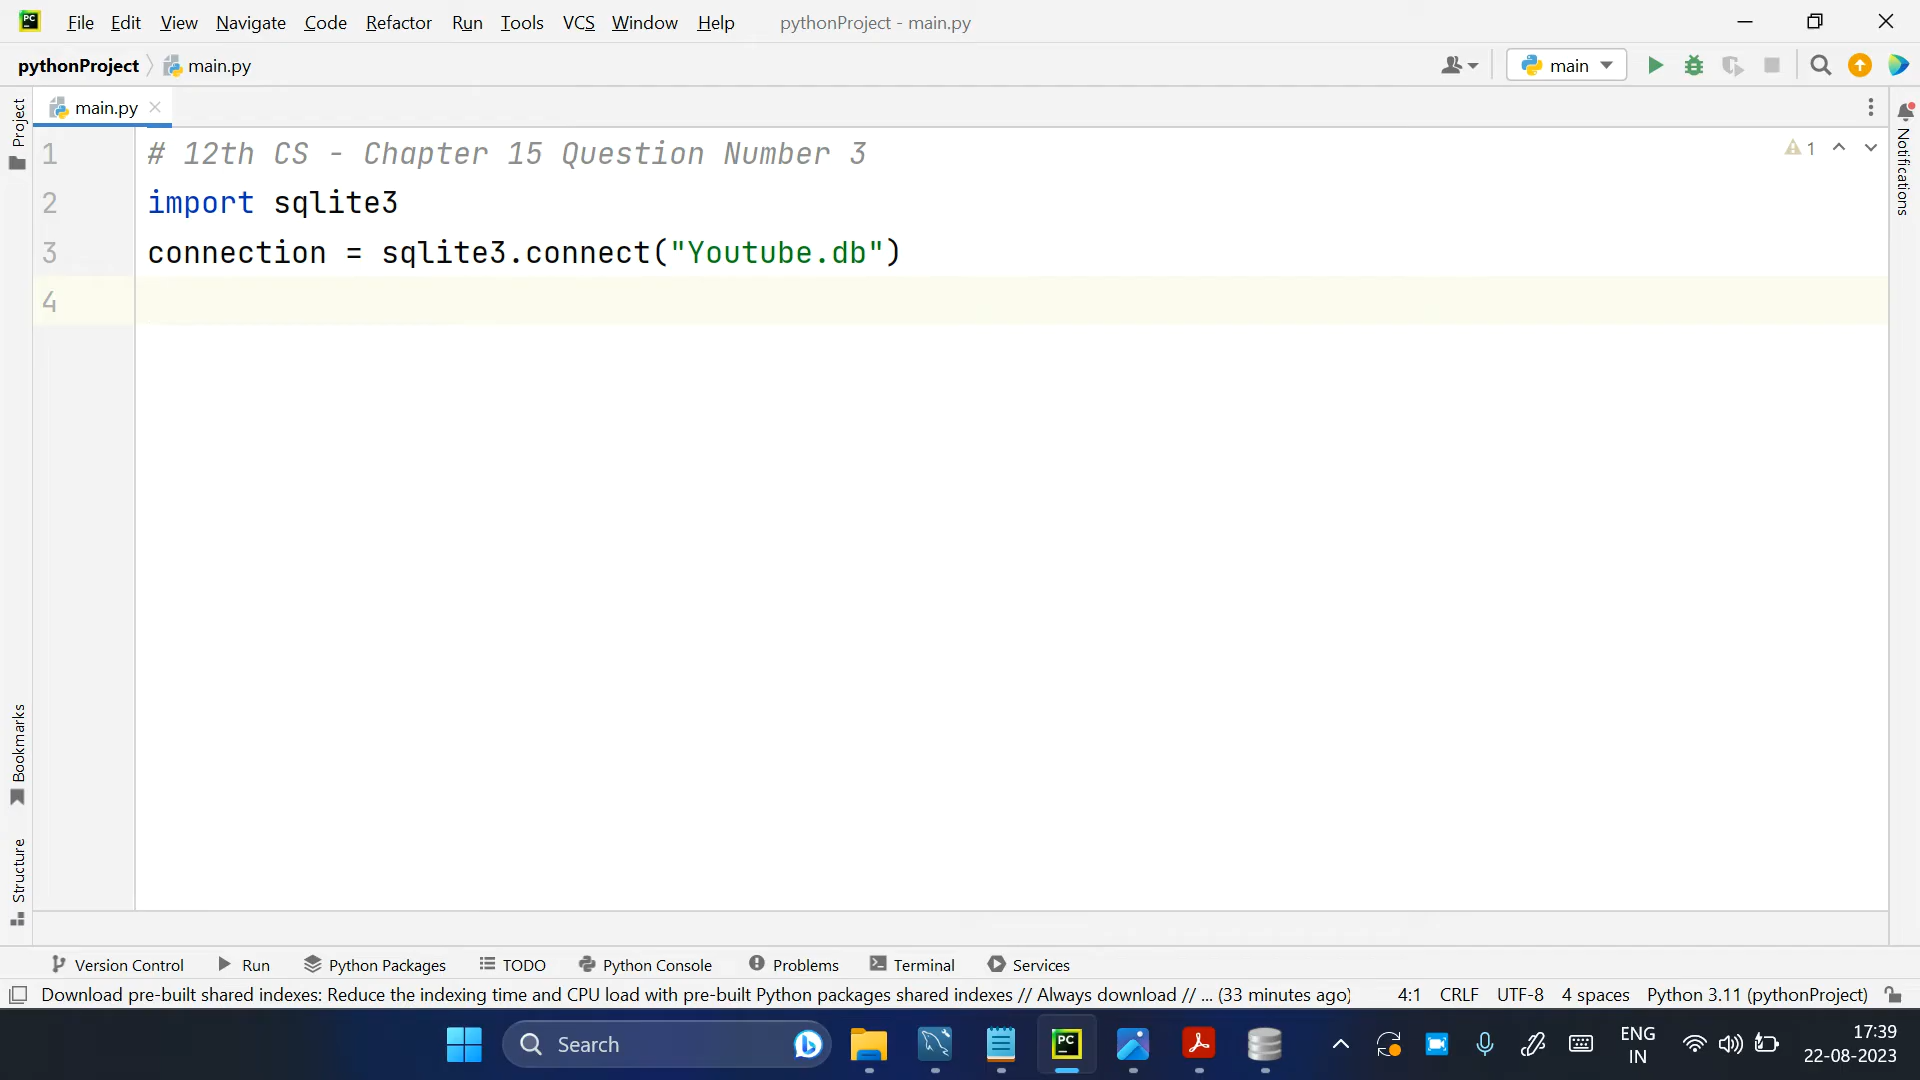 PC File Edit View Navigate Code Refactor Run Tools VCS Window Help pythonProject - main.py
pythonProject main.py main
Project main.py Notifications
1 # 12th CS - Chapter 15 Question Number 3 1
2 import sqlite3
3 connection = sqlite3.connect("Youtube.db")
4
Bookmarks
Structure
Version Control Run Python Packages TODO Python Console Problems Terminal Services
Download pre-built shared indexes: Reduce the indexing time and CPU load with pre-built Python packages shared indexes // Always download // ... (33 minutes ago) 4:1 CRLF UTF-8 4 spaces Python 3.11 (pythonProject)
Search PC ENG 17:39
IN 22-08-2023